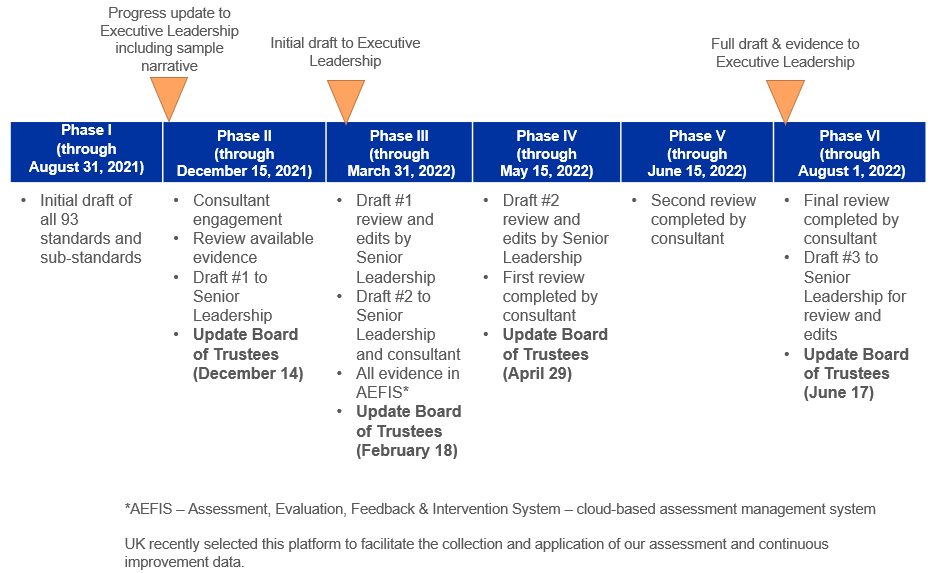 Progress update to
Executive Leadership
including sample
narrative
Initial draft to Executive
Leadership
Full draft & evidence to
Executive Leadership
Phase I
(through
August 31, 2021)
Phase II
(through
December 15, 2021)
Phase III
(through
March 31, 2022)
Phase IV
(through
May 15, 2022)
Phase V
(through
June 15, 2022)
Phase VI
(through
August 1, 2022)
• Initial draft of
all 93
standards and
sub-standards
• Consultant
engagement
• Review available
evidence
• Draft #1 to
Senior
Leadership
• Update Board
of Trustees
(December 14)
• Draft #1
review and
edits by
Senior
Leadership
• Draft #2 to
Senior
Leadership
and consultant
• All evidence in
AEFIS*
• Update Board
of Trustees
(February 18)
• Draft #2
review and
edits by Senior
Leadership
• First review
completed by
consultant
• Update Board
of Trustees
(April 29)
• Second review
completed by
consultant
• Final review
completed by
consultant
• Draft #3 to
Senior
Leadership for
review and
edits
• Update Board
of Trustees
(June 17)
*AEFIS – Assessment, Evaluation, Feedback & Intervention System – cloud-based assessment management system
UK recently selected this platform to facilitate the collection and application of our assessment and continuous
improvement data.